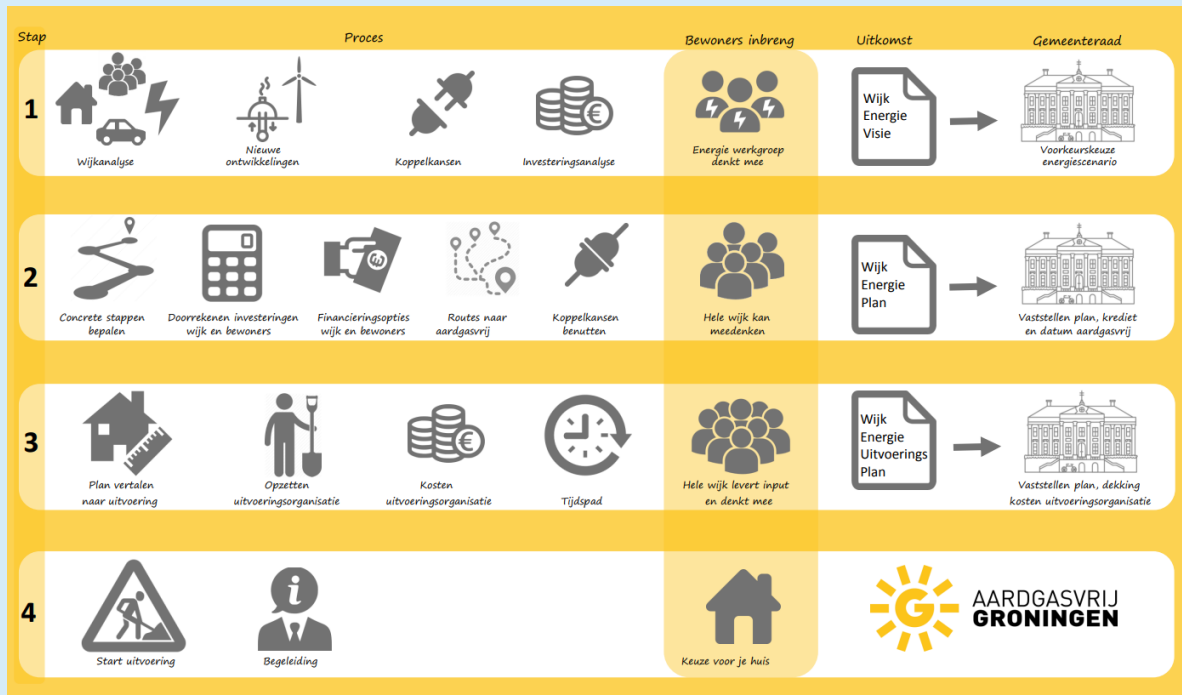 Stap
Proces
Bewoners inbreng
Uitkomst
Gemeenteraad
1
Wijkanalyse
Nieuwe
ontwikkelingen
Koppelkansen
€
Investeringsanalyse
Energie werkgroep
denkt mee
Wijk
Energie
Visie
Voorkeurskeuze
energiescenario
2
Concrete stappen
bepalen
0
Doorrekenen investeringen
wijk en bewoners
€
Financieringsopties
wijk en bewoners
Routes naar
aardgasvrij
Koppelkansen
benutten
Hele wijk kan
meedenken
Wijk
Energie
Plan
Vaststellen plan, krediet
en datum aardgasvrij
3
Plan vertalen
naar uitvoering
Opzetten
uitvoeringsorganisatie
€
Kosten
uitvoeringsorganisatie
Tijdspad
Hele wijk levert input
en denkt mee
Wijk
Energie
Uitvoerings
Plan
Vaststellen plan, dekking
kosten uitvoeringsorganisatie
4
Start uitvoering
i
Begeleiding
Keuze voor je huis
G
AARDGASVRIJ
GRONINGEN